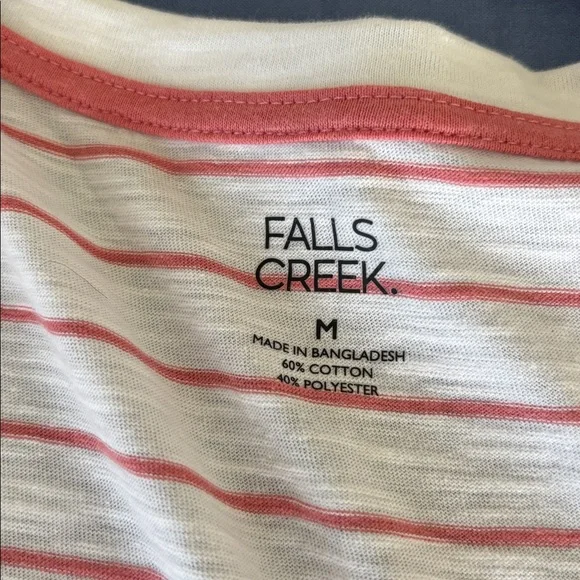 FALLS
CREEK.
M
MADE IN BANGLADESH
60% COTTON
40% POLYESTER